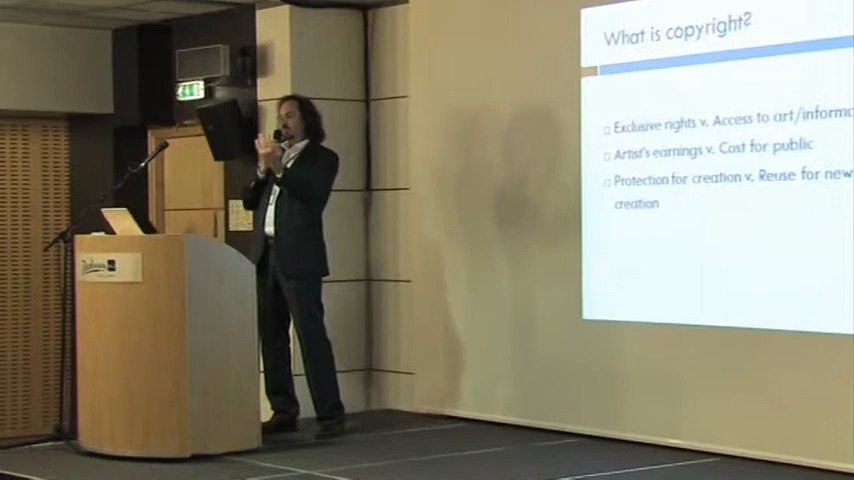 What is copyright?
Exclusive rights v. Access to art/informa
Artist's earnings v. Cost for public
Protection for creation v. Reuse for new
creation
Radisson